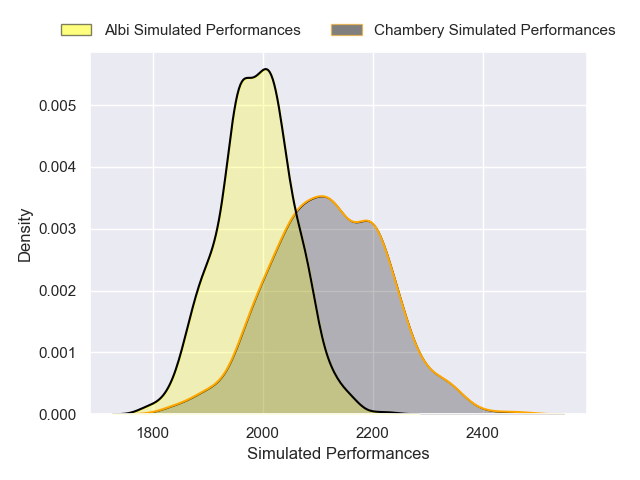 Albi Simulated Performances Chambery Simulated Performances
0.005
0.004
0.003
0.002
0.001
0.000
Density
1800 2000 2200 2400
Simulated Performances